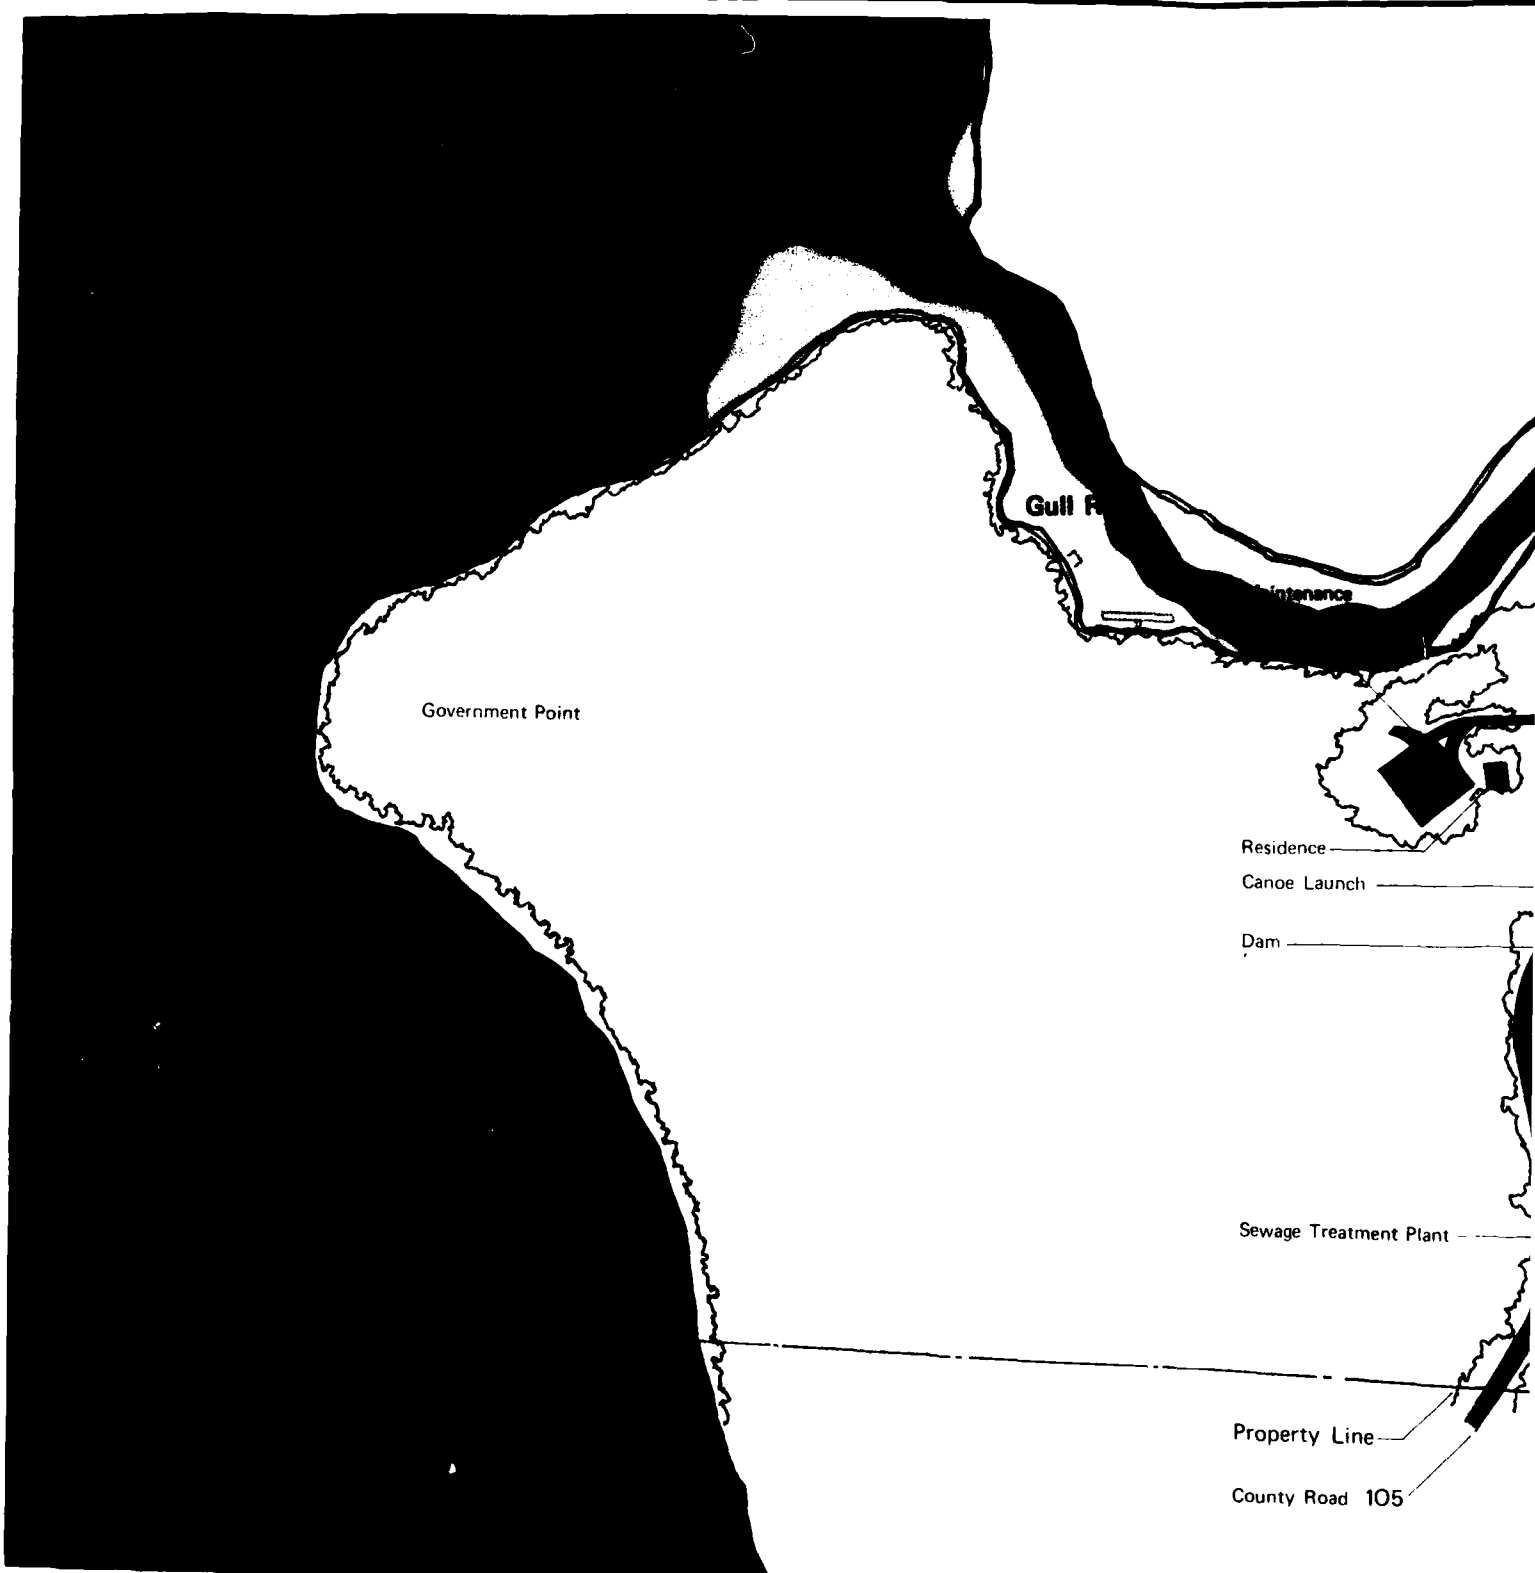 Gull
Government Point
Residence
Canoe Launch
Dam
Sewage Treatment Plant
Property Line
County Road 105